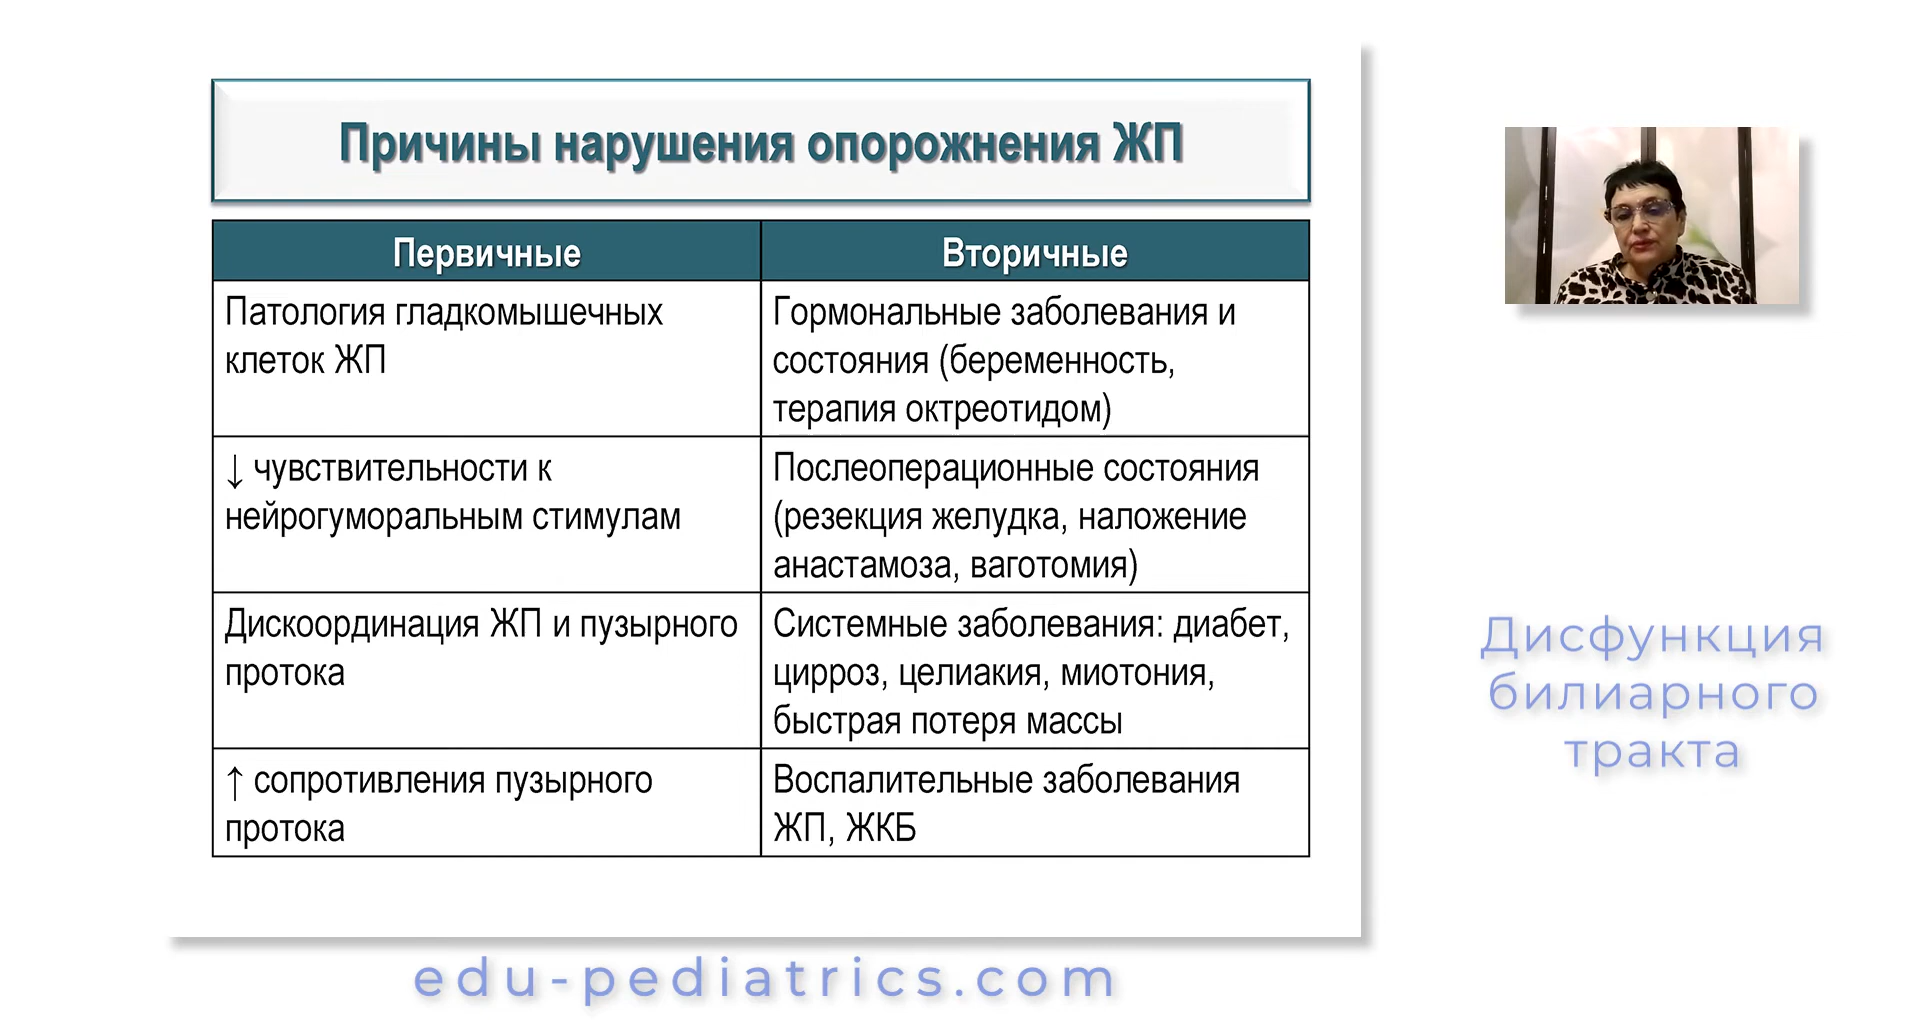 Причины нарушения опорожнения ЖП
Первичные
Вторичные
Патология гладкомышечных
клеток ЖП
Гормональные заболевания и
состояния (беременность,
терапия октреотидом)
↓ чувствительности к
нейрогуморальным стимулам
Послеоперационные состояния
(резекция желудка, наложение
анастамоза, ваготомия)
Дискоординация ЖП и пузырного
протока
Системные заболевания: диабет,
цирроз, целиакия, миотония,
быстрая потеря массы
↑ сопротивления пузырного
протока
Воспалительные заболевания
ЖП, ЖКБ
Дисфункция
билиарного
тракта
edu-pediatrics.com